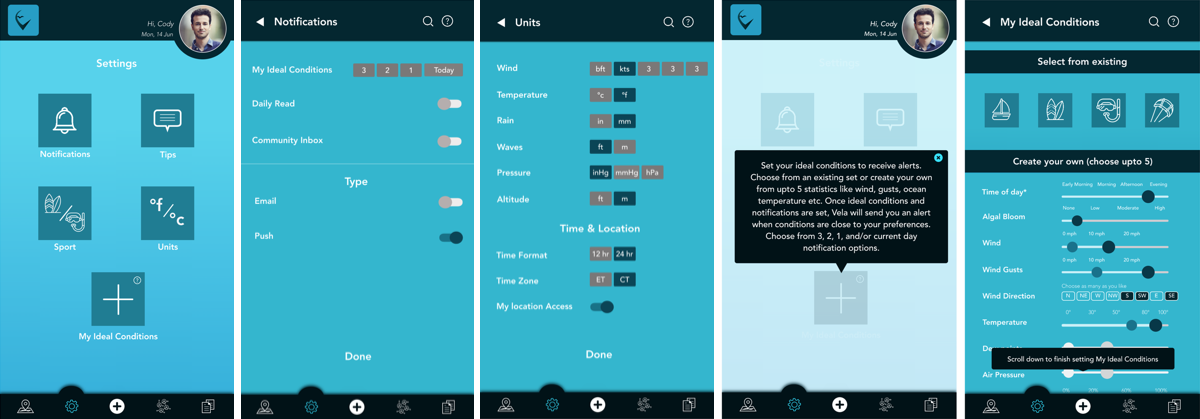 Hi, Cody
Mon, 14 Jun
Settings
Notifications
Tips
°f/°c
Sport
Units
?
My Ideal Conditions
Notifications
?
My Ideal Conditions
3 2 1 Today
Daily Read
Community Inbox
Type
Email
Push
Done
Units
?
Wind
bft kts 3 3 3
Temperature
°c °f
Rain
in mm
Waves
ft m
Pressure
inHg mmHg hPa
Altitude
ft m
Time & Location
Time Format
12 hr 24 hr
Time Zone
ET CT
My location Access
Done
Hi, Cody
Mon, 14 Jun
Settings
Set your ideal conditions to receive alerts.
Choose from an existing set or create your own
from upto 5 statistics like wind, gusts, ocean
temperature etc. Once ideal conditions and
notifications are set, Vela will send you an alert
when conditions are close to your preferences.
Choose from 3, 2, 1, and/or current day
notification options.
My Ideal Conditions
?
Select from existing
Create your own (choose upto 5)
Early Morning Morning Afternoon Evening
Time of day*
None Low Moderate High
Algal Bloom
0 mph 10 mph 20 mph
Wind
0 mph 10 mph 20 mph
Wind Gusts
Choose as many as you like
Wind Direction
N NE W NW S SW E SE
0° 30° 50° 80° 100°
Temperature
Scroll down to finish setting My Ideal Conditions
Air Pressure
0% 20% 40% 100%